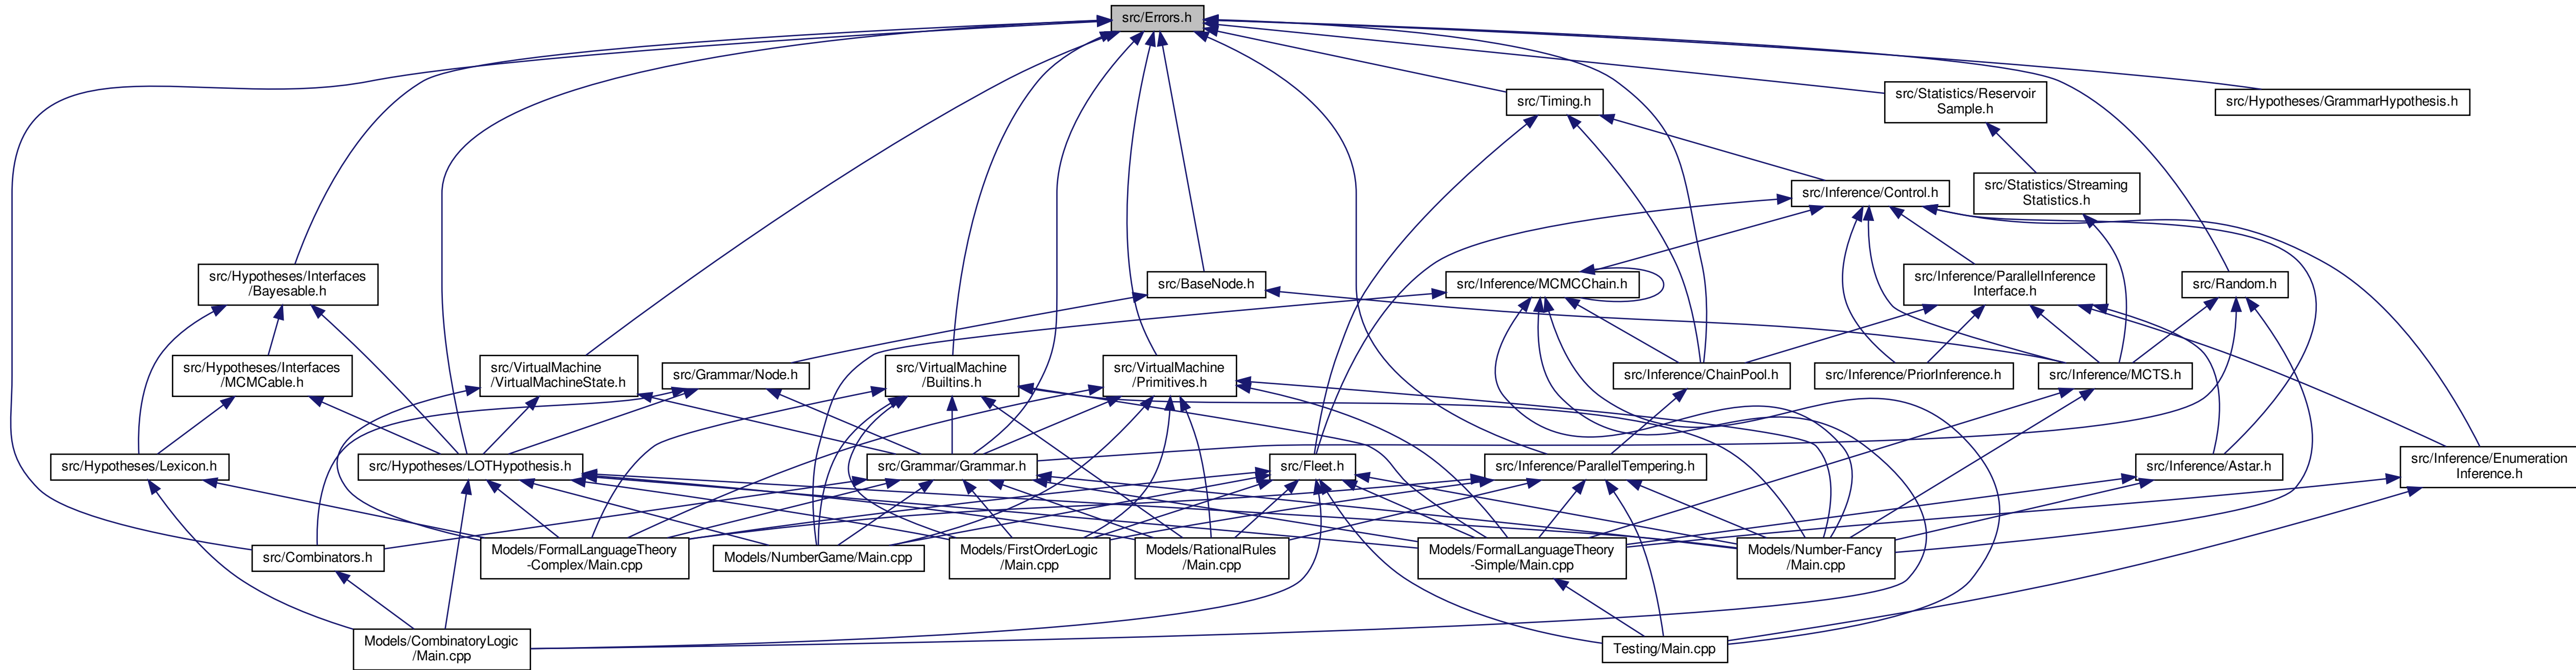 src/Errors.h
src/Timing.h
src/Statistics/Reservoir
Sample.h
src/Hypotheses/GrammarHypothesis.h
src/Inference/Control.h
src/Statistics/Streaming
Statistics.h
src/Hypotheses/Interfaces
/Bayesable.h
src/BaseNode.h
src/Inference/MCMCChain.h
src/Inference/ParallelInference
Interface.h
src/Random.h
src/Hypotheses/Interfaces
/MCMCable.h
src/VirtualMachine
/VirtualMachineState.h
src/Grammar/Node.h
src/VirtualMachine
/Builtins.h
src/VirtualMachine
/Primitives.h
src/Inference/ChainPool.h
src/Inference/PriorInference.h
src/Inference/MCTS.h
src/Hypotheses/Lexicon.h
src/Hypotheses/LOTHypothesis.h
src/Grammar/Grammar.h
src/Fleet.h
src/Inference/ParallelTempering.h
src/Inference/Astar.h
src/Inference/Enumeration
Inference.h
src/Combinators.h
Models/FormalLanguageTheory
-Complex/Main.cpp
Models/NumberGame/Main.cpp
Models/FirstOrderLogic
/Main.cpp
Models/RationalRules
/Main.cpp
Models/FormalLanguageTheory
-Simple/Main.cpp
Models/Number-Fancy
/Main.cpp
Models/CombinatoryLogic
/Main.cpp
Testing/Main.cpp